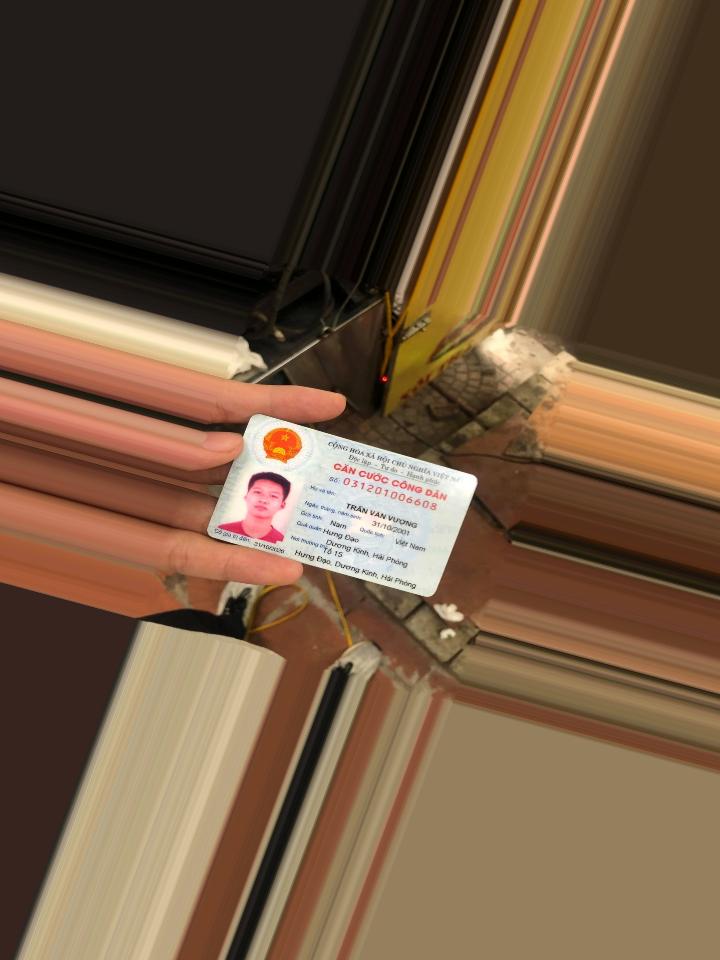 CỘNG HÒA XÃ HỘI CHỦ NGHĨA VIỆT NAM
Độc lập - Tự do - Hạnh phúc
CĂN CƯỚC CÔNG DÂN
Số: 031201006608
Họ và tên:
TRẦN VĂN VƯƠNG
Ngày, tháng, năm sinh: 31/10/2001
Giới tính: Nam Quốc tịch: Việt Nam
Quê quán: Hưng Đạo
Dương Kinh, Hải Phòng
Nơi thường trú: Tổ 15
Hưng Đạo, Dương Kinh, Hải Phòng
Có giá trị đến: 31/10/2026